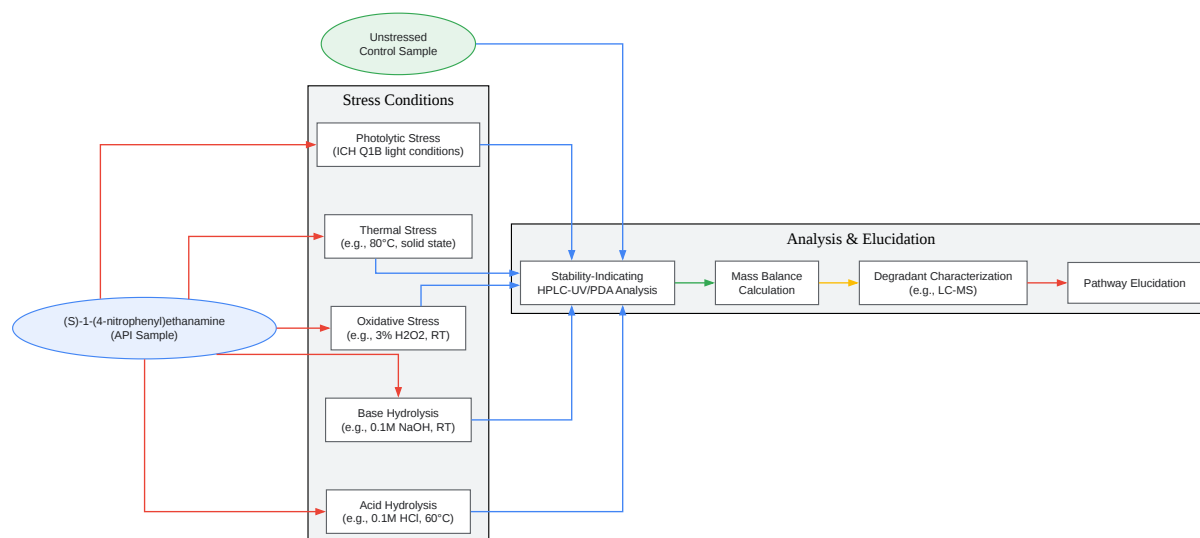 Unstressed
Control Sample
Stress Conditions
Photolytic Stress
(ICH Q1B light conditions)
Thermal Stress
(e.g., 80°C, solid state)
Analysis & Elucidation
Stability-Indicating
HPLC-UV/PDA Analysis
Mass Balance
Calculation
Degradant Characterization
(e.g., LC-MS)
Pathway Elucidation
(S)-1-(4-nitrophenyl)ethanamine
(API Sample)
Oxidative Stress
(e.g., 3% H2O2, RT)
Base Hydrolysis
(e.g., 0.1M NaOH, RT)
Acid Hydrolysis
(e.g., 0.1M HCl, 60°C)